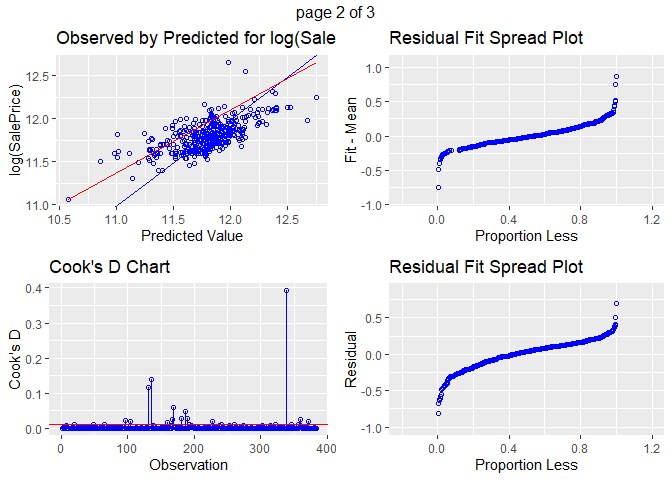 page 2 of 3
Observed by Predicted for log(Sale
Residual Fit Spread Plot
log(SalePrice)
12.5
12.0
11.5
11.0
10.5 11.0 11.5 12.0 12.5
Predicted Value
Fit - Mean
1.0
0.5
0.0
-0.5
-1.0
0.0 0.4 0.8 1.2
Proportion Less
Cook's D Chart
Residual Fit Spread Plot
Cook's D
0.4
0.3
0.2
0.1
0.0
0 100 200 300 400
Observation
Residual
0.5
0.0
-0.5
-1.0
0.0 0.4 0.8 1.2
Proportion Less